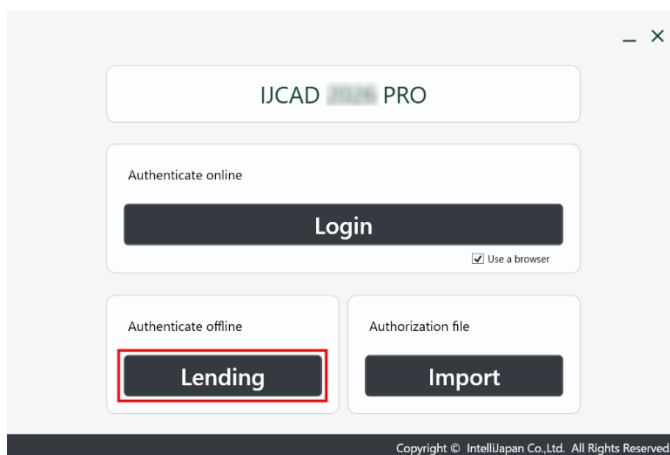 IJCAD PRO
Authenticate online
Login
Use a browser
Authenticate offline
Lending
Authorization file
Import
Copyright © IntelliJapan Co.,Ltd. All Rights Reserved